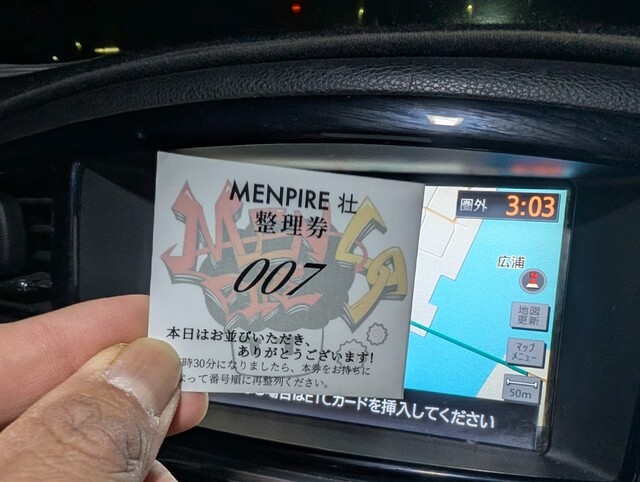 MENPIRE 壮
整理券
007
本日はお並びいただき、
ありがとうございます!
時30分になりましたら、本券をお持ちに
って番号順に再整列ください。
圏外 3:03
広浦
地図
更新
マップ
メニュー
50m
場合はETCカードを挿入してください